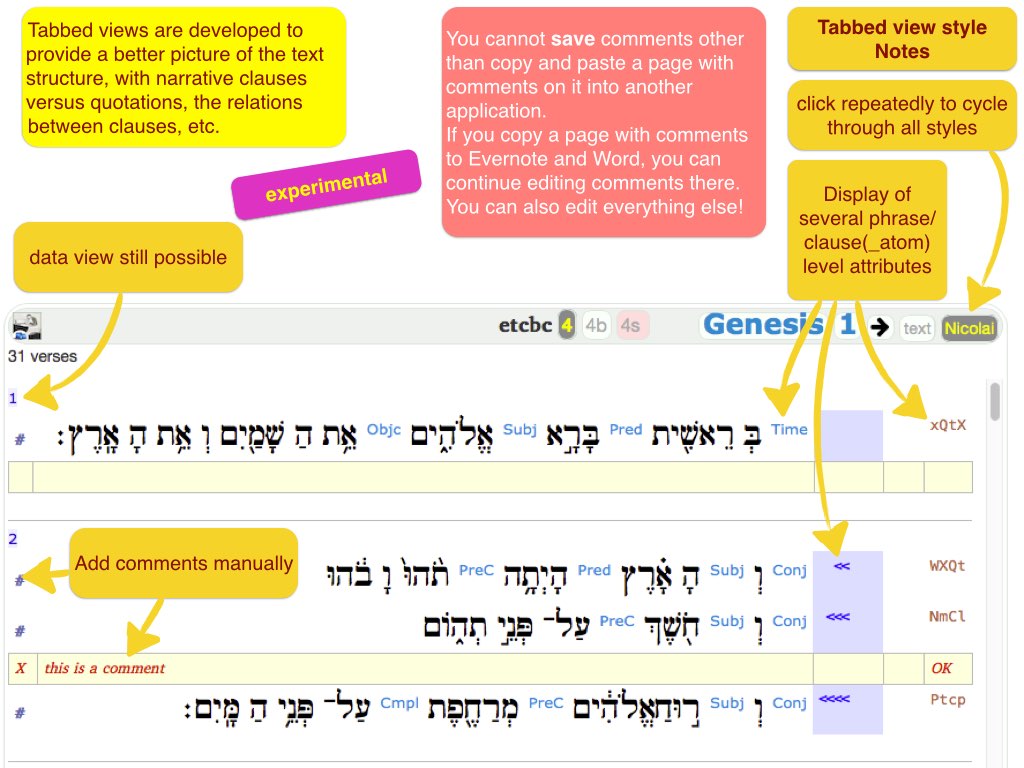 Tabbed views are developed to
provide a better picture of the text
structure, with narrative clauses
versus quotations, the relations
between clauses, etc.
You cannot save comments other
than copy and paste a page with
comments on it into another
application.
If you copy a page with comments
to Evernote and Word, you can
continue editing comments there.
You can also edit everything else!
Tabbed view style
Notes
click repeatedly to cycle
through all styles
experimental
Display of
several phrase/
clause(_atom)
level attributes
data view still possible
etcbc 4 4b 4s Genesis 1 text Nicolai
31 verses
1
# Time בְּ רֵאשִׁ֖ית Pred בָּרָ֣א Subj אֱלֹהִ֑ים Objc אֵ֥ת הַ שָּׁמַ֖יִם וְ אֵ֥ת הָ אָֽרֶץ׃ xQtX
2
Add comments manually
# Conj וְ Subj הָ אָ֗רֶץ Pred הָיְתָ֥ה PreC תֹ֨הוּ֙ וָ בֹ֔הוּ << WXQt
# Conj וְ Subj חֹ֖שֶׁךְ PreC עַל־ פְּנֵ֣י תְהֹ֑ום <<< NmCl
X this is a comment OK
# Conj וְ Subj ר֣וּחַ אֱלֹהִ֔ים PreC מְרַחֶ֖פֶת Cmpl עַל־ פְּנֵ֥י הַ מָּֽיִם׃ <<<< Ptcp